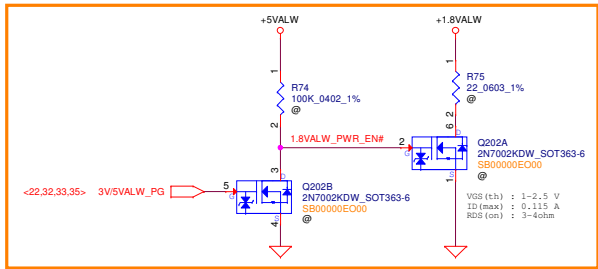 +5VALW
+1.8VALW
1
R74
100K_0402_1%
@
2
1
R75
22_0603_1%
@
2
1.8VALW_PWR_EN#
2
G
6
D
S
1
Q202A
2N7002KDW_SOT363-6
SB00000EO00
@
<22,32,33,35>
3V/5VALW_PG
5
G
3
D
S
4
Q202B
2N7002KDW_SOT363-6
SB00000EO00
@
VGS(th) : 1-2.5 V
ID(max) : 0.115 A
RDS(on) : 3-4ohm